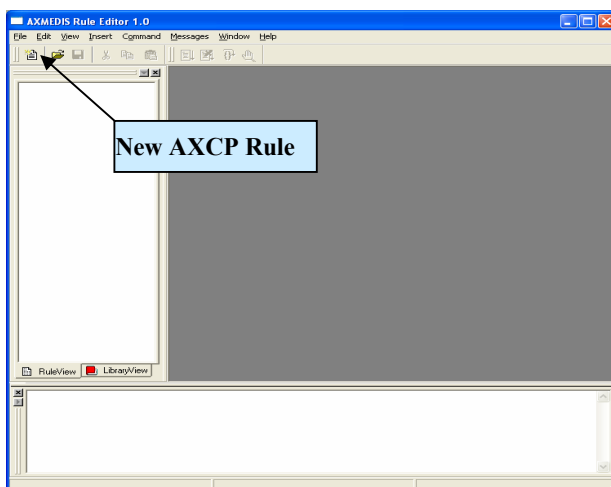 AXMEDIS Rule Editor 1.0
File Edit View Insert Command Messages Window Help
New AXCP Rule
RuleView LibraryView